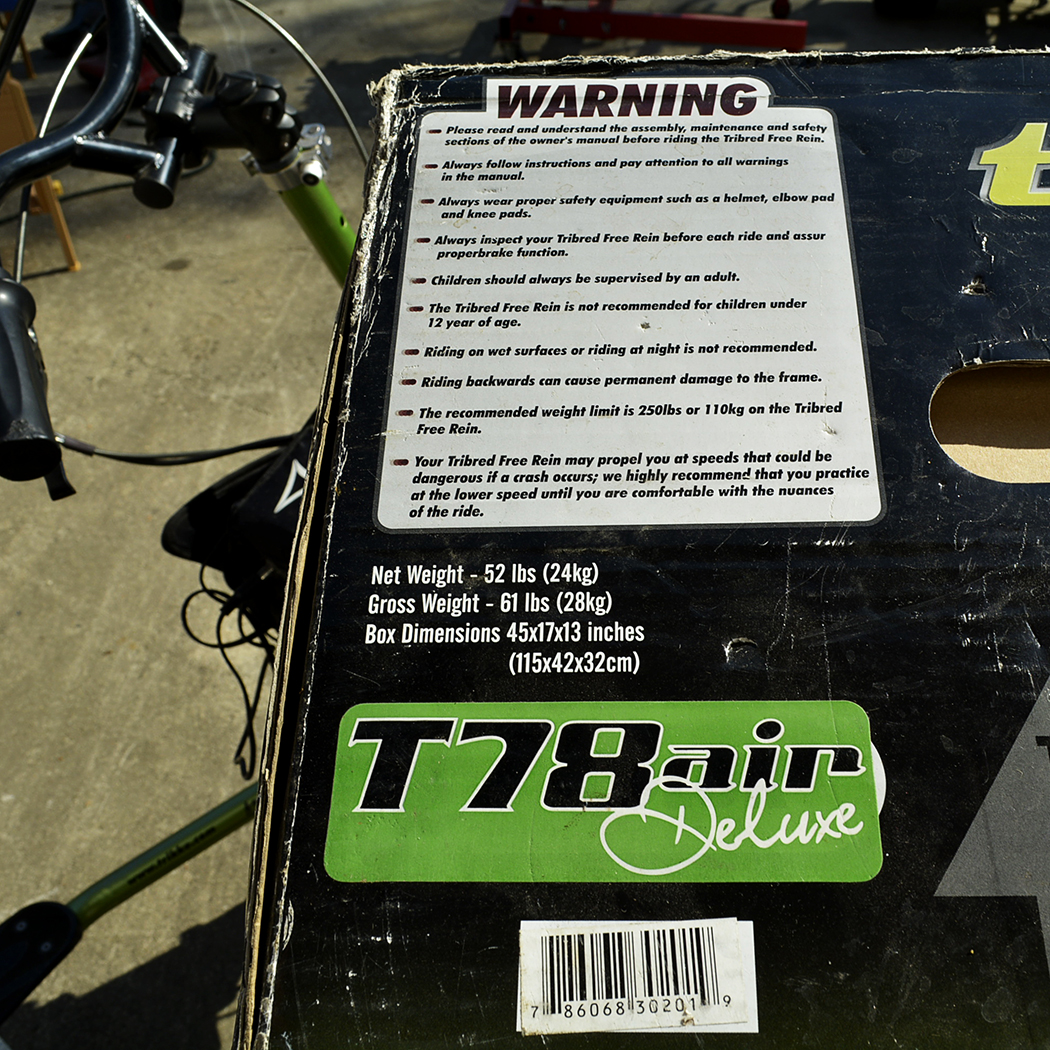 WARNING
Please read and understand the assembly, maintenance and safety
sections of the owner's manual before riding the Tribred Free Rein.
Always follow instructions and pay attention to all warnings
in the manual.
Always wear proper safety equipment such as a helmet, elbow pad
and knee pads.
Always inspect your Tribred Free Rein before each ride and assur
properbrake function.
Children should always be supervised by an adult.
The Tribred Free Rein is not recommended for children under
12 year of age.
Riding on wet surfaces or riding at night is not recommended.
Riding backwards can cause permanent damage to the frame.
The recommended weight limit is 250lbs or 110kg on the Tribred
Free Rein.
Your Tribred Free Rein may propel you at speeds that could be
dangerous if a crash occurs; we highly recommend that you practice
at the lower speed until you are comfortable with the nuances
of the ride.
t
Net Weight - 52 lbs (24kg)
Gross Weight - 61 lbs (28kg)
Box Dimensions 45x17x13 inches
(115x42x32cm)
T78air
Deluxe
7 86068 30201 9